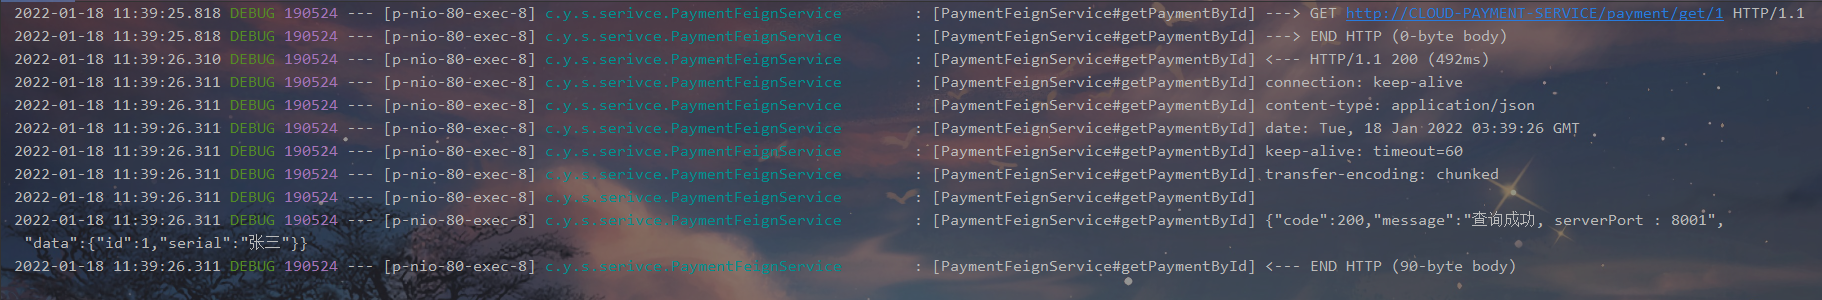 2022-01-18 11:39:25.818 DEBUG 190524 --- [p-nio-80-exec-8] c.y.s.serivce.PaymentFeignService        : [PaymentFeignService#getPaymentById] ---> GET http://CLOUD-PAYMENT-SERVICE/payment/get/1 HTTP/1.1
2022-01-18 11:39:25.818 DEBUG 190524 --- [p-nio-80-exec-8] c.y.s.serivce.PaymentFeignService        : [PaymentFeignService#getPaymentById] ---> END HTTP (0-byte body)
2022-01-18 11:39:26.310 DEBUG 190524 --- [p-nio-80-exec-8] c.y.s.serivce.PaymentFeignService        : [PaymentFeignService#getPaymentById] <--- HTTP/1.1 200 (492ms)
2022-01-18 11:39:26.311 DEBUG 190524 --- [p-nio-80-exec-8] c.y.s.serivce.PaymentFeignService        : [PaymentFeignService#getPaymentById] connection: keep-alive
2022-01-18 11:39:26.311 DEBUG 190524 --- [p-nio-80-exec-8] c.y.s.serivce.PaymentFeignService        : [PaymentFeignService#getPaymentById] content-type: application/json
2022-01-18 11:39:26.311 DEBUG 190524 --- [p-nio-80-exec-8] c.y.s.serivce.PaymentFeignService        : [PaymentFeignService#getPaymentById] date: Tue, 18 Jan 2022 03:39:26 GMT
2022-01-18 11:39:26.311 DEBUG 190524 --- [p-nio-80-exec-8] c.y.s.serivce.PaymentFeignService        : [PaymentFeignService#getPaymentById] keep-alive: timeout=60
2022-01-18 11:39:26.311 DEBUG 190524 --- [p-nio-80-exec-8] c.y.s.serivce.PaymentFeignService        : [PaymentFeignService#getPaymentById] transfer-encoding: chunked
2022-01-18 11:39:26.311 DEBUG 190524 --- [p-nio-80-exec-8] c.y.s.serivce.PaymentFeignService        : [PaymentFeignService#getPaymentById]
2022-01-18 11:39:26.311 DEBUG 190524 --- [p-nio-80-exec-8] c.y.s.serivce.PaymentFeignService        : [PaymentFeignService#getPaymentById] {"code":200,"message":"查询成功, serverPort : 8001",
"data":{"id":1,"serial":"张三"}}
2022-01-18 11:39:26.311 DEBUG 190524 --- [p-nio-80-exec-8] c.y.s.serivce.PaymentFeignService        : [PaymentFeignService#getPaymentById] <--- END HTTP (90-byte body)